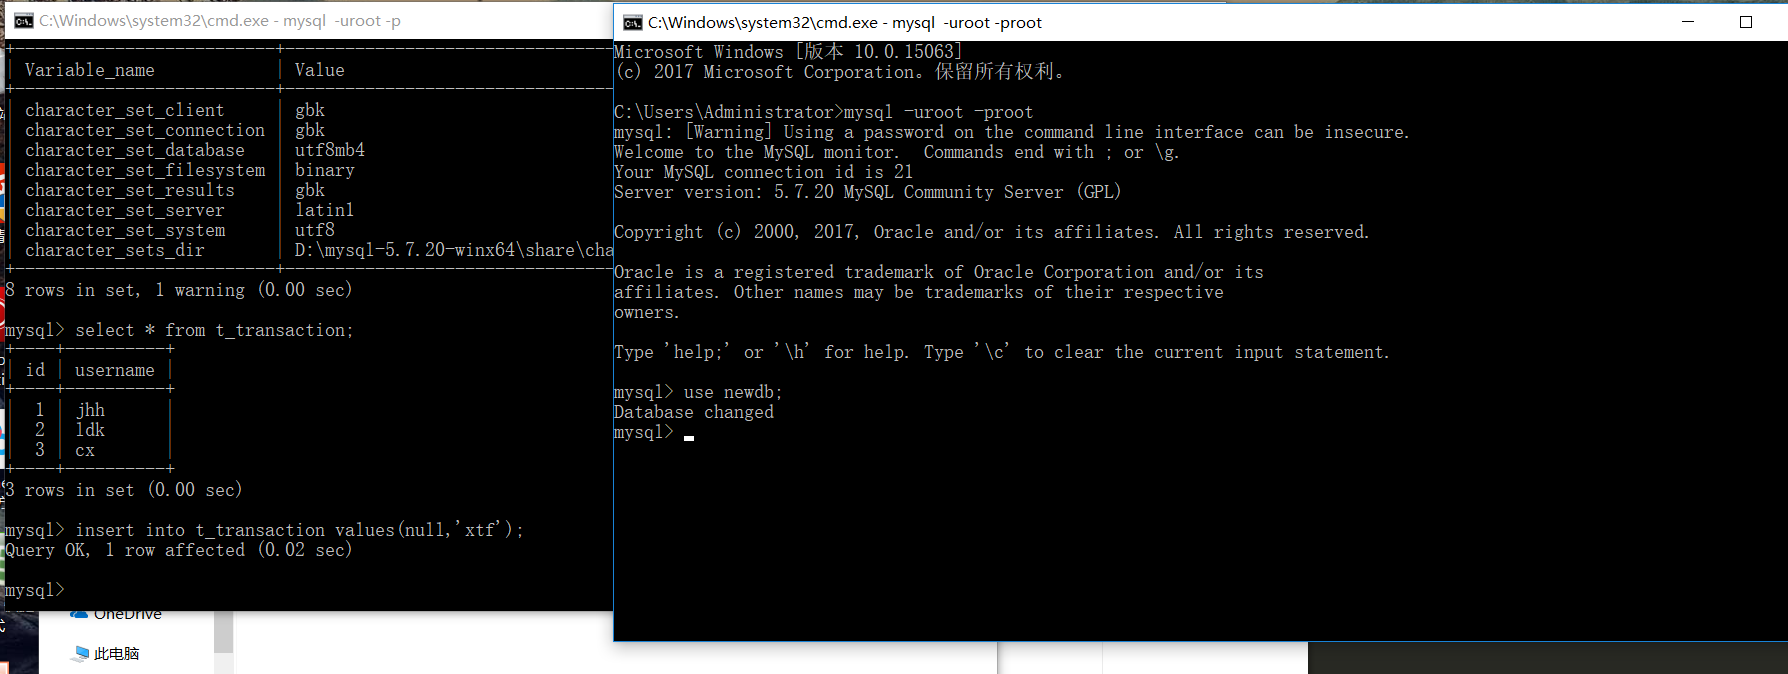 C:\Windows\system32\cmd.exe - mysql  -uroot -p
Variable_name | Value
character_set_client | gbk
character_set_connection | gbk
character_set_database | utf8mb4
character_set_filesystem | binary
character_set_results | gbk
character_set_server | latin1
character_set_system | utf8
character_sets_dir | D:\mysql-5.7.20-winx64\share\cha
8 rows in set, 1 warning (0.00 sec)
mysql> select * from t_transaction;
id | username
1 | jhh
2 | ldk
3 | cx
3 rows in set (0.00 sec)
mysql> insert into t_transaction values(null,'xtf');
Query OK, 1 row affected (0.02 sec)
mysql>
OneDrive
此电脑
C:\Windows\system32\cmd.exe - mysql  -uroot -proot
Microsoft Windows [版本 10.0.15063]
(c) 2017 Microsoft Corporation。保留所有权利。
C:\Users\Administrator>mysql -uroot -proot
mysql: [Warning] Using a password on the command line interface can be insecure.
Welcome to the MySQL monitor.  Commands end with ; or \g.
Your MySQL connection id is 21
Server version: 5.7.20 MySQL Community Server (GPL)
Copyright (c) 2000, 2017, Oracle and/or its affiliates. All rights reserved.
Oracle is a registered trademark of Oracle Corporation and/or its
affiliates. Other names may be trademarks of their respective
owners.
Type 'help;' or '\h' for help. Type '\c' to clear the current input statement.
mysql> use newdb;
Database changed
mysql>